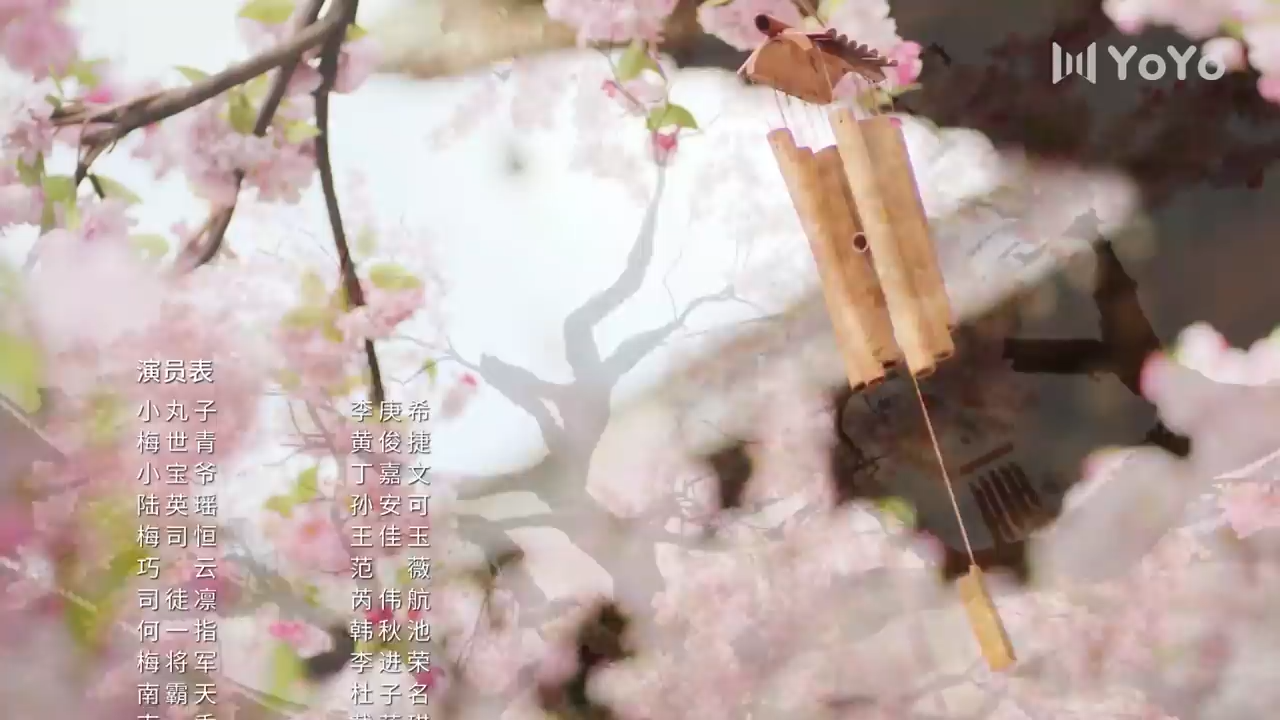 YoYo
演员表
小丸子 李庚希
梅世青 黄俊捷
小宝爷 丁嘉文
陆英瑶 孙安可
梅司恒 王佳玉
巧云 范薇
司徒凛 芮伟航
何一指 韩秋池
梅将军 李进荣
南霸天 杜子名